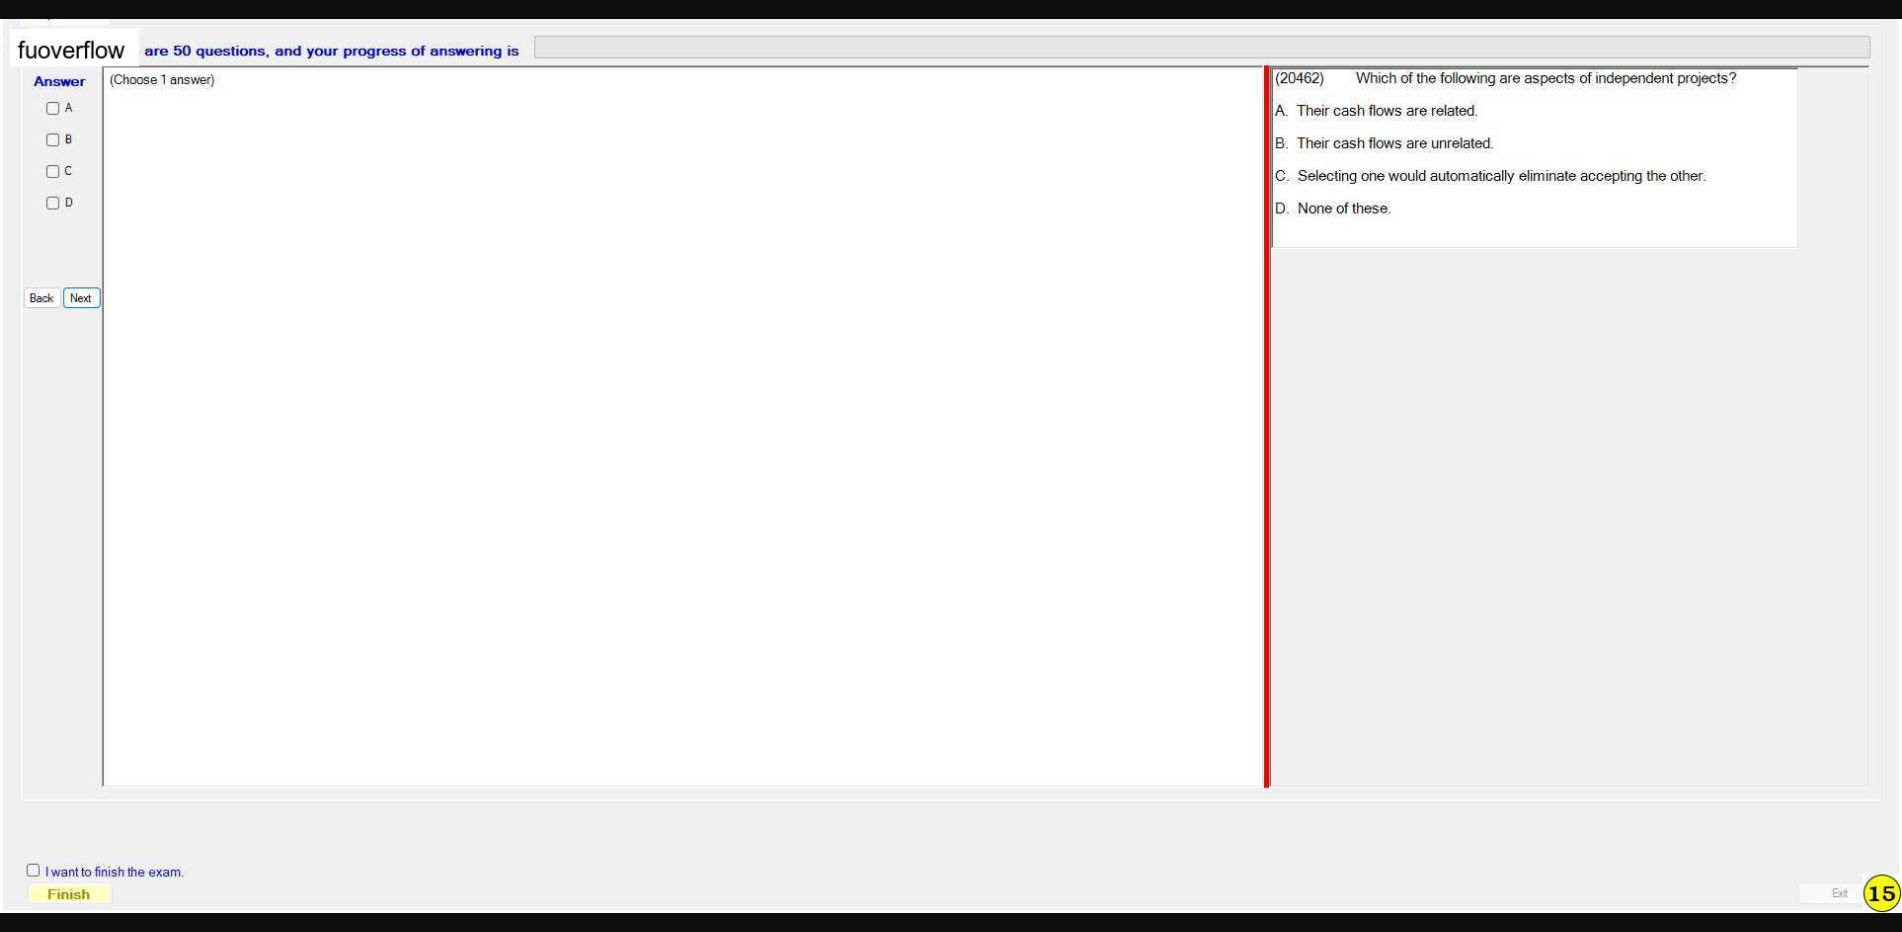 fuoverflow are 50 questions, and your progress of answering is
Answer
(Choose 1 answer)
A
B
C
D
Back Next
(20462) Which of the following are aspects of independent projects?
A. Their cash flows are related.
B. Their cash flows are unrelated.
C. Selecting one would automatically eliminate accepting the other.
D. None of these.
I want to finish the exam.
Finish
Exit
15